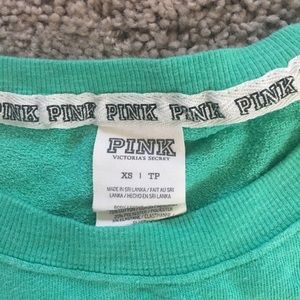 PINK PINK PINK PINK PINK
PINK
VICTORIA'S SECRET
XS | TP
MADE IN SRI LANKA / FAIT AU SRI
LANKA / HECHO EN SRI LANKA